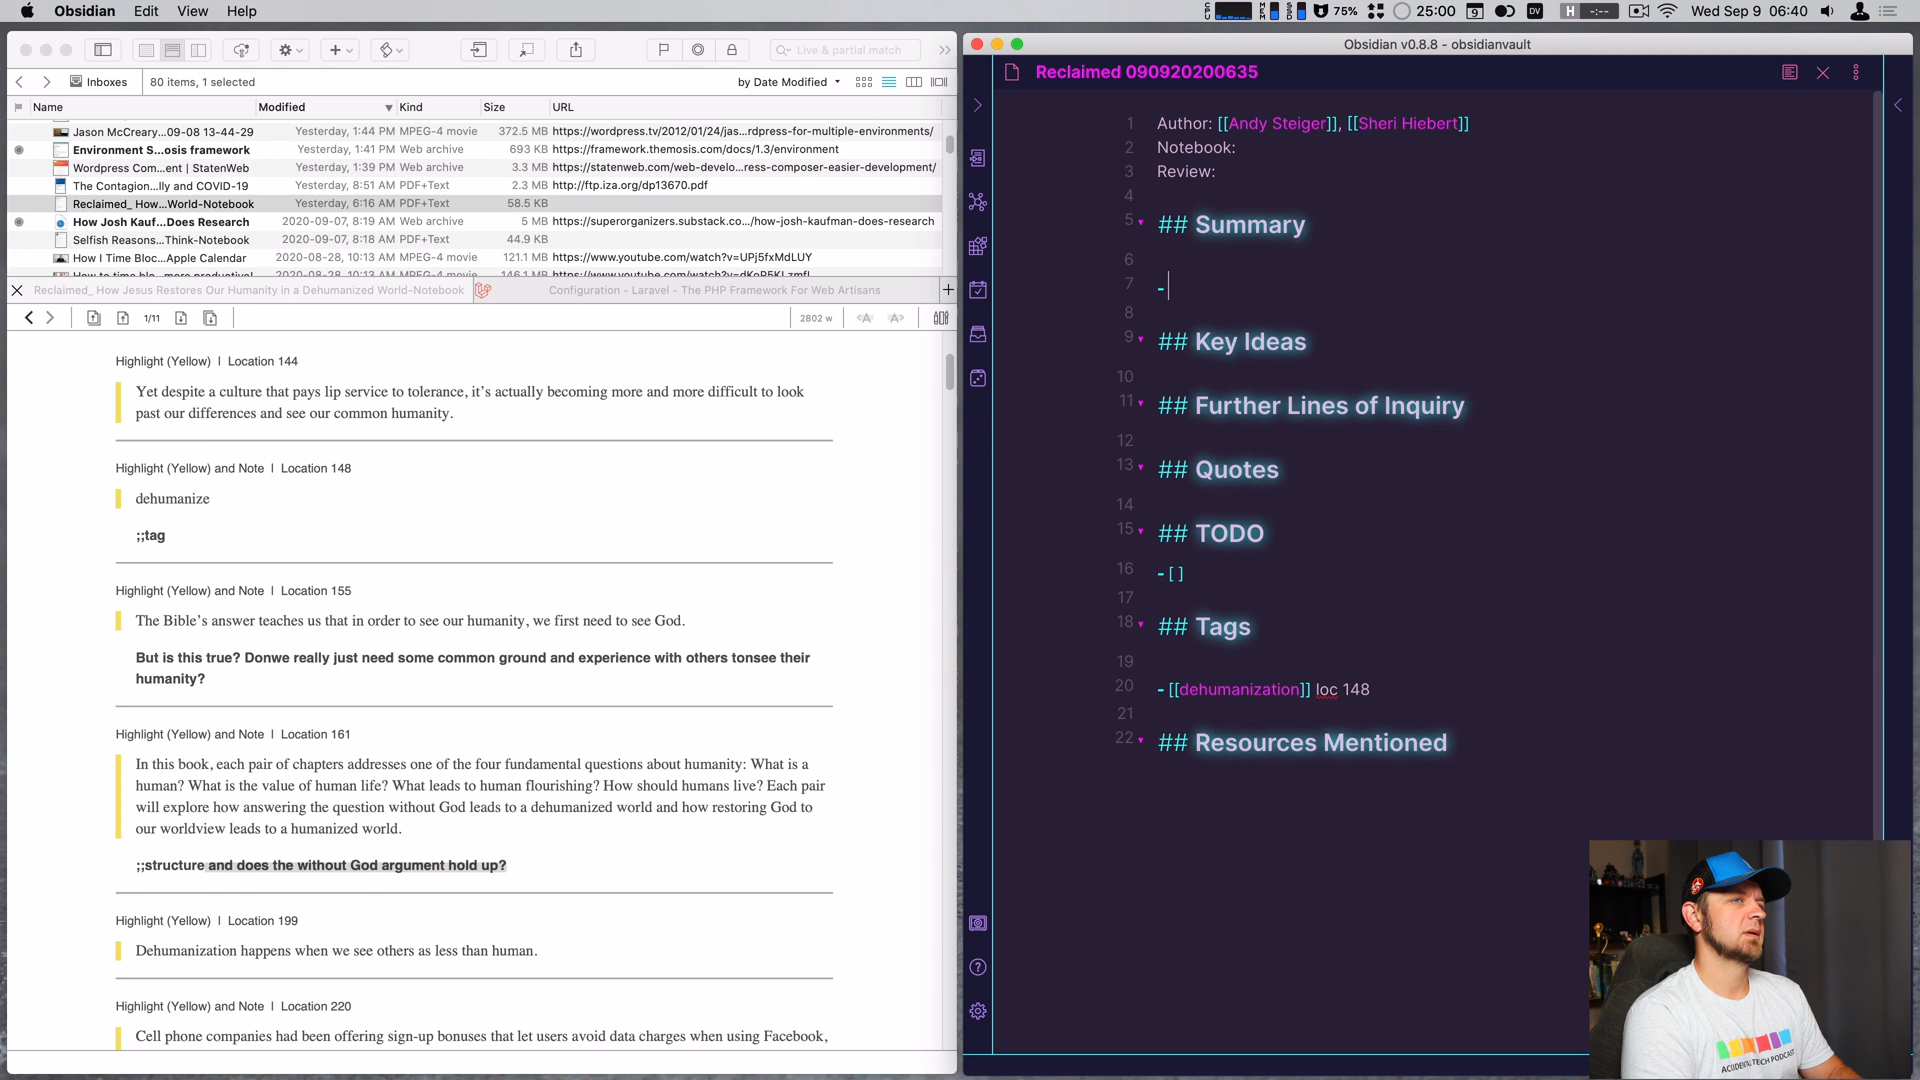 Obsidian Edit View Help
75% 25:00 9 DV H -:-- Wed Sep 9 06:40
Live & partial match
Inboxes 80 items, 1 selected by Date Modified
Name Modified Kind Size URL
Jason McCreary...09-08 13-44-29 Yesterday, 1:44 PM MPEG-4 movie 372.5 MB https://wordpress.tv/2012/01/24/jas...rdpress-for-multiple-environments/
Environment S...osis framework Yesterday, 1:41 PM Web archive 693 KB https://framework.themosis.com/docs/1.3/environment
Wordpress Com...ent | StatenWeb Yesterday, 1:39 PM Web archive 3.3 MB https://statenweb.com/web-develo...ress-composer-easier-development/
The Contagion...lly and COVID-19 Yesterday, 8:51 AM PDF+Text 2.3 MB http://ftp.iza.org/dp13670.pdf
Reclaimed_ How...World-Notebook Yesterday, 6:16 AM PDF+Text 58.5 KB
How Josh Kauf...Does Research 2020-09-07, 8:19 AM Web archive 5 MB https://superorganizers.substack.co.../how-josh-kaufman-does-research
Selfish Reasons...Think-Notebook 2020-09-07, 8:18 AM PDF+Text 44.9 KB
How I Time Bloc...Apple Calendar 2020-08-28, 10:13 AM MPEG-4 movie 121.1 MB https://www.youtube.com/watch?v=UPj5fxMdLUY
Reclaimed_ How Jesus Restores Our Humanity in a Dehumanized World-Notebook Configuration - Laravel - The PHP Framework For Web Artisans
1/11 2802 w
Highlight (Yellow) | Location 144
Yet despite a culture that pays lip service to tolerance, it's actually becoming more and more difficult to look
past our differences and see our common humanity.
Highlight (Yellow) and Note | Location 148
dehumanize
;;tag
Highlight (Yellow) and Note | Location 155
The Bible's answer teaches us that in order to see our humanity, we first need to see God.
But is this true? Donwe really just need some common ground and experience with others tonsee their
humanity?
Highlight (Yellow) and Note | Location 161
In this book, each pair of chapters addresses one of the four fundamental questions about humanity: What is a
human? What is the value of human life? What leads to human flourishing? How should humans live? Each pair
will explore how answering the question without God leads to a dehumanized world and how restoring God to
our worldview leads to a humanized world.
;;structure and does the without God argument hold up?
Highlight (Yellow) | Location 199
Dehumanization happens when we see others as less than human.
Highlight (Yellow) and Note | Location 220
Cell phone companies had been offering sign-up bonuses that let users avoid data charges when using Facebook,
Obsidian v0.8.8 - obsidianvault
Reclaimed 090920200635
1 Author: [[Andy Steiger]], [[Sheri Hiebert]]
2 Notebook:
3 Review:
4
5 ## Summary
6
7 -
8
9 ## Key Ideas
10
11 ## Further Lines of Inquiry
12
13 ## Quotes
14
15 ## TODO
16 - [ ]
17
18 ## Tags
19
20 - [[dehumanization]] loc 148
21
22 ## Resources Mentioned
ACCIDENTAL TECH PODCAST